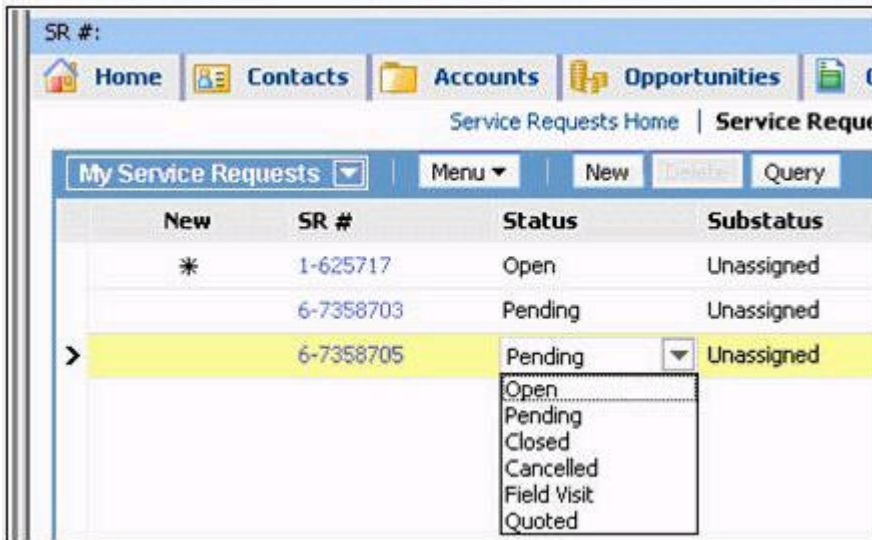 SR #:
Home Contacts Accounts Opportunities
Service Requests Home | Service Reque
My Service Requests Menu New Delete Query
New SR # Status Substatus
* 1-625717 Open Unassigned
6-7358703 Pending Unassigned
6-7358705 Pending Unassigned
Open
Pending
Closed
Cancelled
Field Visit
Quoted